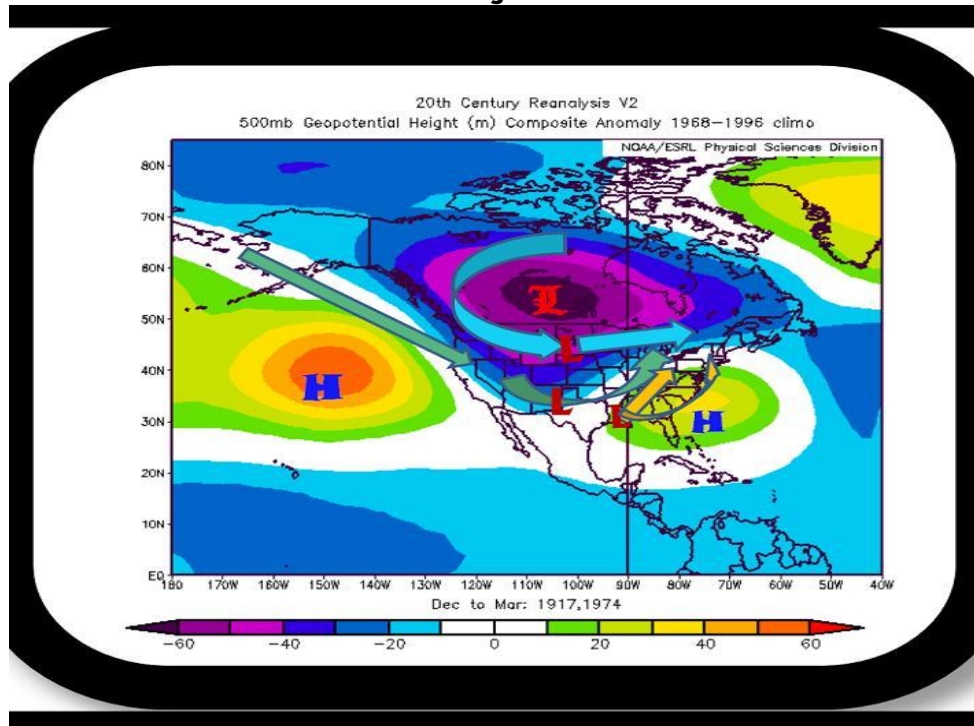 20th Century Reanalysis V2
500mb Geopotential Height (m) Composite Anomaly 1968-1996 climo
NOAA/ESRL Physical Sciences Division
80N
70N
60N
50N
40N
30N
20N
10N
EQ
L
L
H
L
L
H
180 170W 160W 150W 140W 130W 120W 110W 100W 90W 80W 70W 60W 50W 40W
Dec to Mar: 1917,1974
-60 -40 -20 0 20 40 60